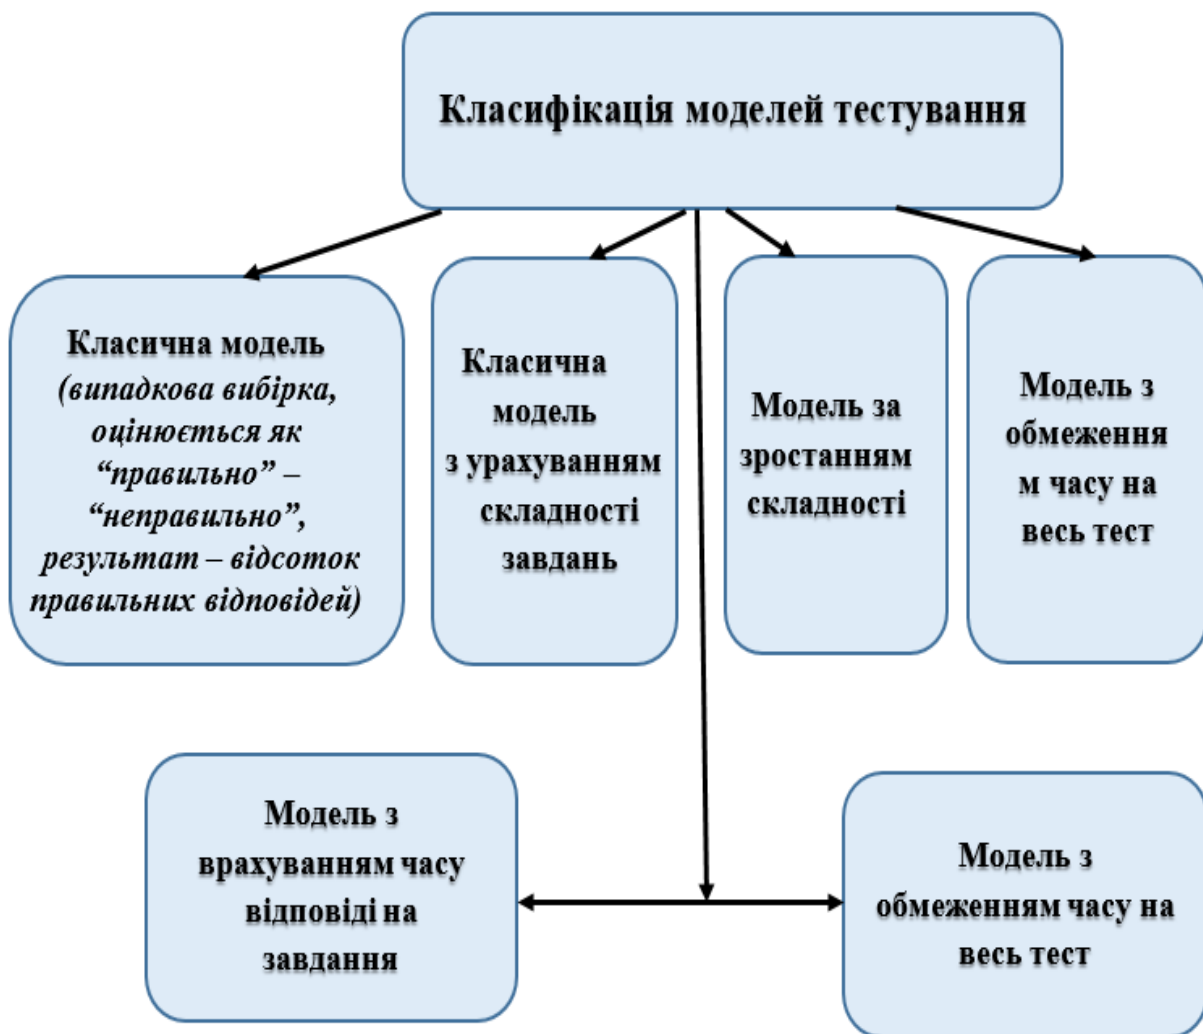 Класифікація моделей тестування
Класична модель
(випадкова вибірка,
оцінюється як
“правильно” –
“неправильно”,
результат – відсоток
правильних відповідей)
Класична
модель
з урахуванням
складності
завдань
Модель за
зростанням
складності
Модель з
обмеження
м часу на
весь тест
Модель з
врахуванням часу
відповіді на
завдання
Модель з
обмеженням часу на
весь тест